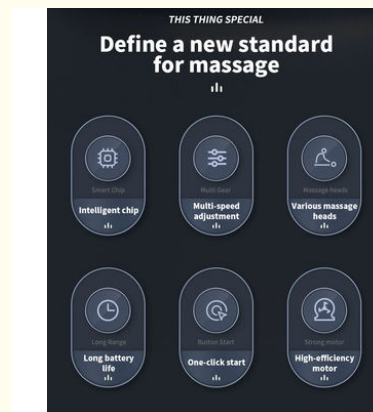 THIS THING SPECIAL
Define a new standard
for massage
Smart Chip
Intelligent chip
Multi Gear
Multi-speed
adjustment
Massage heads
Various massage
heads
Long Range
Long battery
life
Button Start
One-click start
Strong motor
High-efficiency
motor